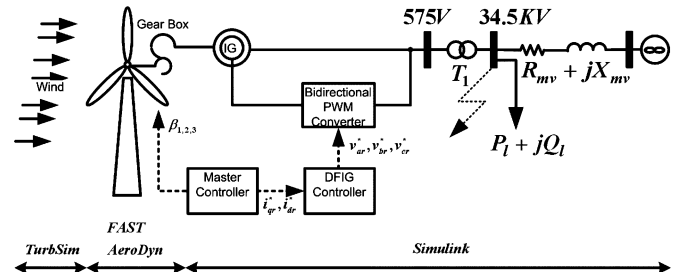 575V 34.5KV
Gear Box
IG
T1 Rmv + jXmv
∞
Wind
Bidirectional
PWM
Converter
β1,2,3
v*ar, v*br, v*cr
Pl + jQl
Master
Controller
i*qr, i*dr
DFIG
Controller
FAST
TurbSim AeroDyn Simulink